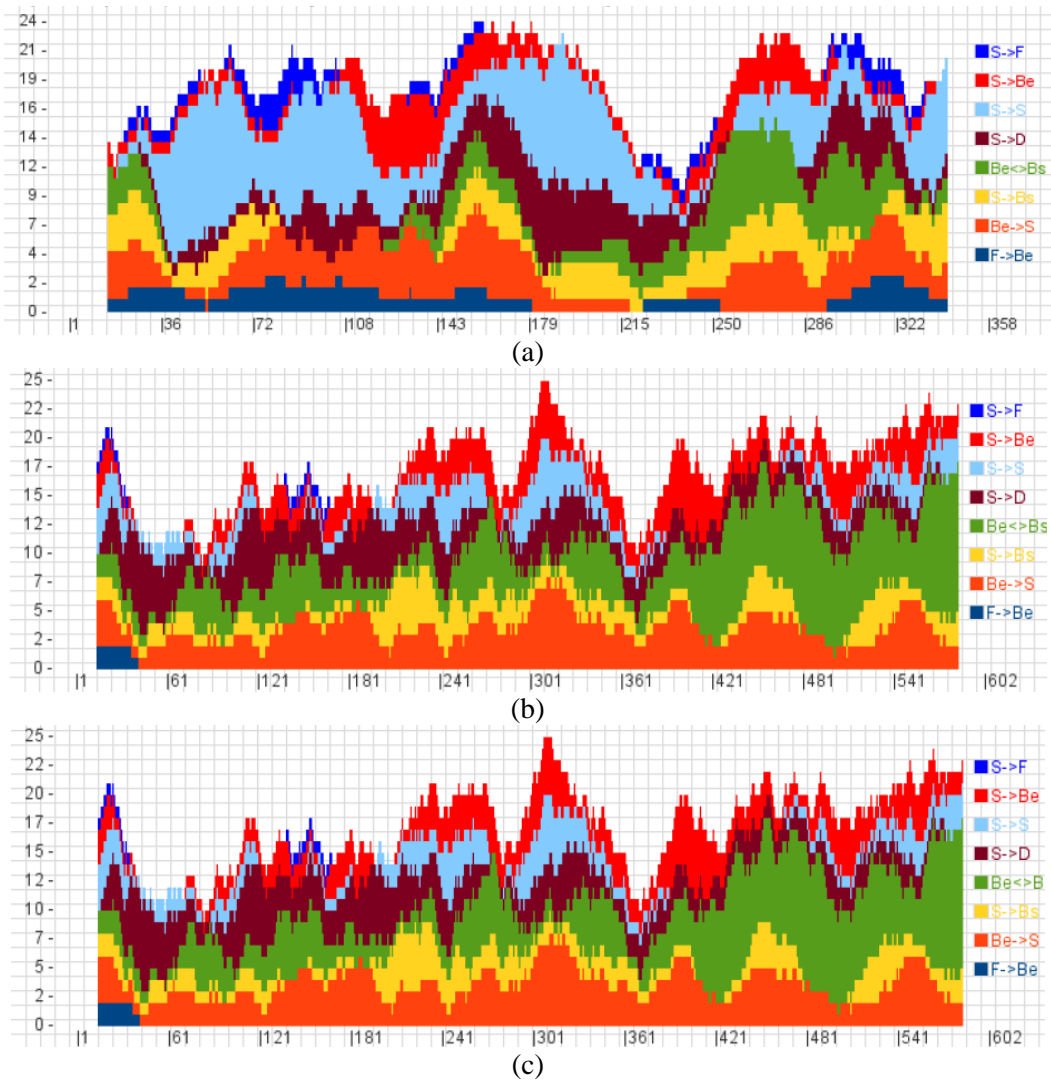 24 -
21 -
19 -
16 -
14 -
12 -
9 -
7 -
4 -
2 -
0 -
S->F
S->Be
S->S
S->D
Be<>Bs
S->Bs
Be->S
F->Be
|1 |36 |72 |108 |143 |179 |215 |250 |286 |322 |358
(a)
25 -
22 -
20 -
17 -
15 -
12 -
10 -
7 -
5 -
2 -
0 -
S->F
S->Be
S->S
S->D
Be<>Bs
S->Bs
Be->S
F->Be
|1 |61 |121 |181 |241 |301 |361 |421 |481 |541 |602
(b)
25 -
22 -
20 -
17 -
15 -
12 -
10 -
7 -
5 -
2 -
0 -
S->F
S->Be
S->S
S->D
Be<>B
S->Bs
Be->S
F->Be
|1 |61 |121 |181 |241 |301 |361 |421 |481 |541 |602
(c)